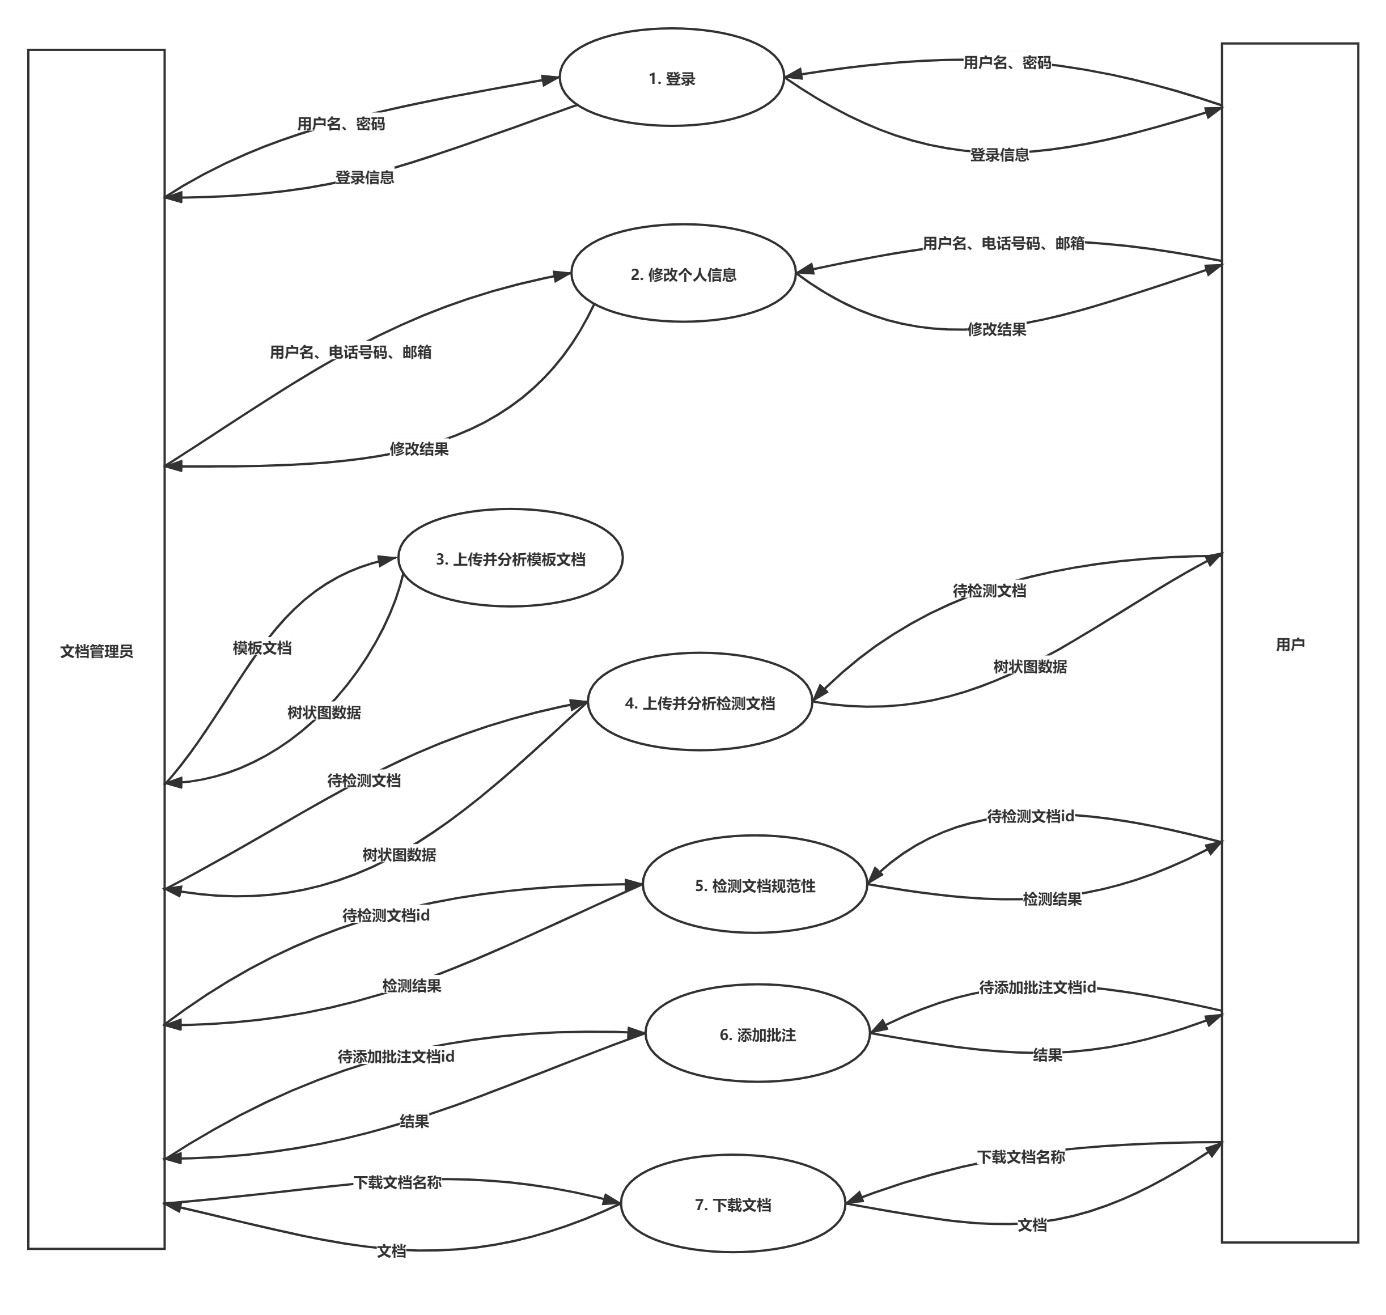 1. 登录
用户名、密码
用户名、密码
登录信息
登录信息
用户名、电话号码、邮箱
2. 修改个人信息
修改结果
用户名、电话号码、邮箱
修改结果
3. 上传并分析模板文档
待检测文档
文档管理员
模板文档
用户
树状图数据
4. 上传并分析检测文档
树状图数据
待检测文档
待检测文档id
树状图数据
5. 检测文档规范性
检测结果
待检测文档id
检测结果
待添加批注文档id
6. 添加批注
结果
待添加批注文档id
结果
下载文档名称
下载文档名称
7. 下载文档
文档
文档